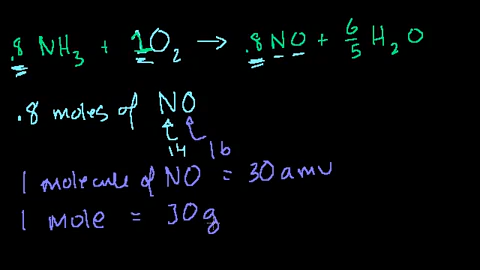 .8 NH₃ + 1O₂ → .8 NO + 6/5 H₂O
.8 moles of NO
14 16
1 molecule of NO = 30 amu
1 mole = 30g